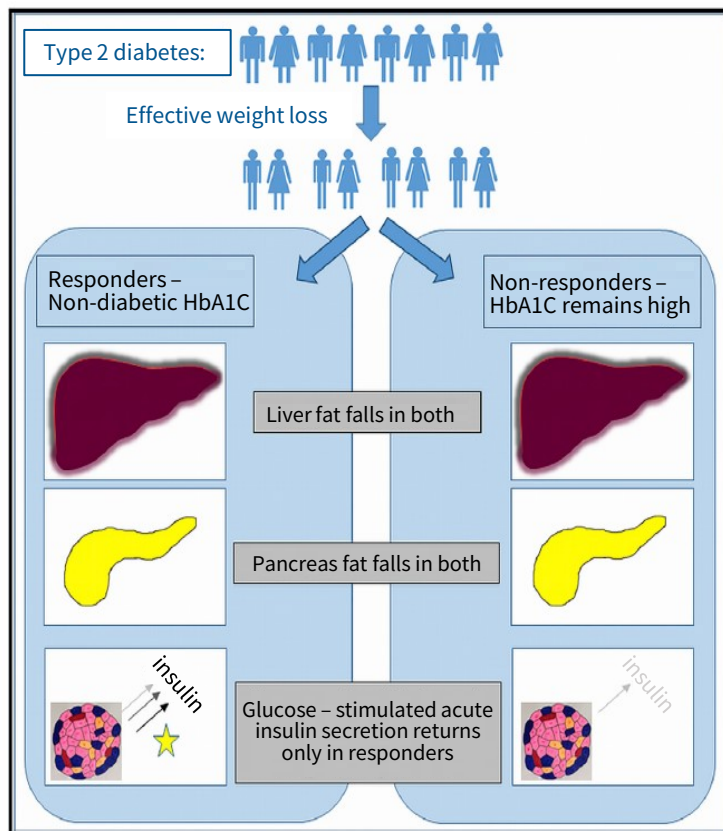 Type 2 diabetes:
Effective weight loss
Responders –
Non-diabetic HbA1C
Non-responders –
HbA1C remains high
Liver fat falls in both
Pancreas fat falls in both
insulin
Glucose – stimulated acute
insulin secretion returns
only in responders
insulin